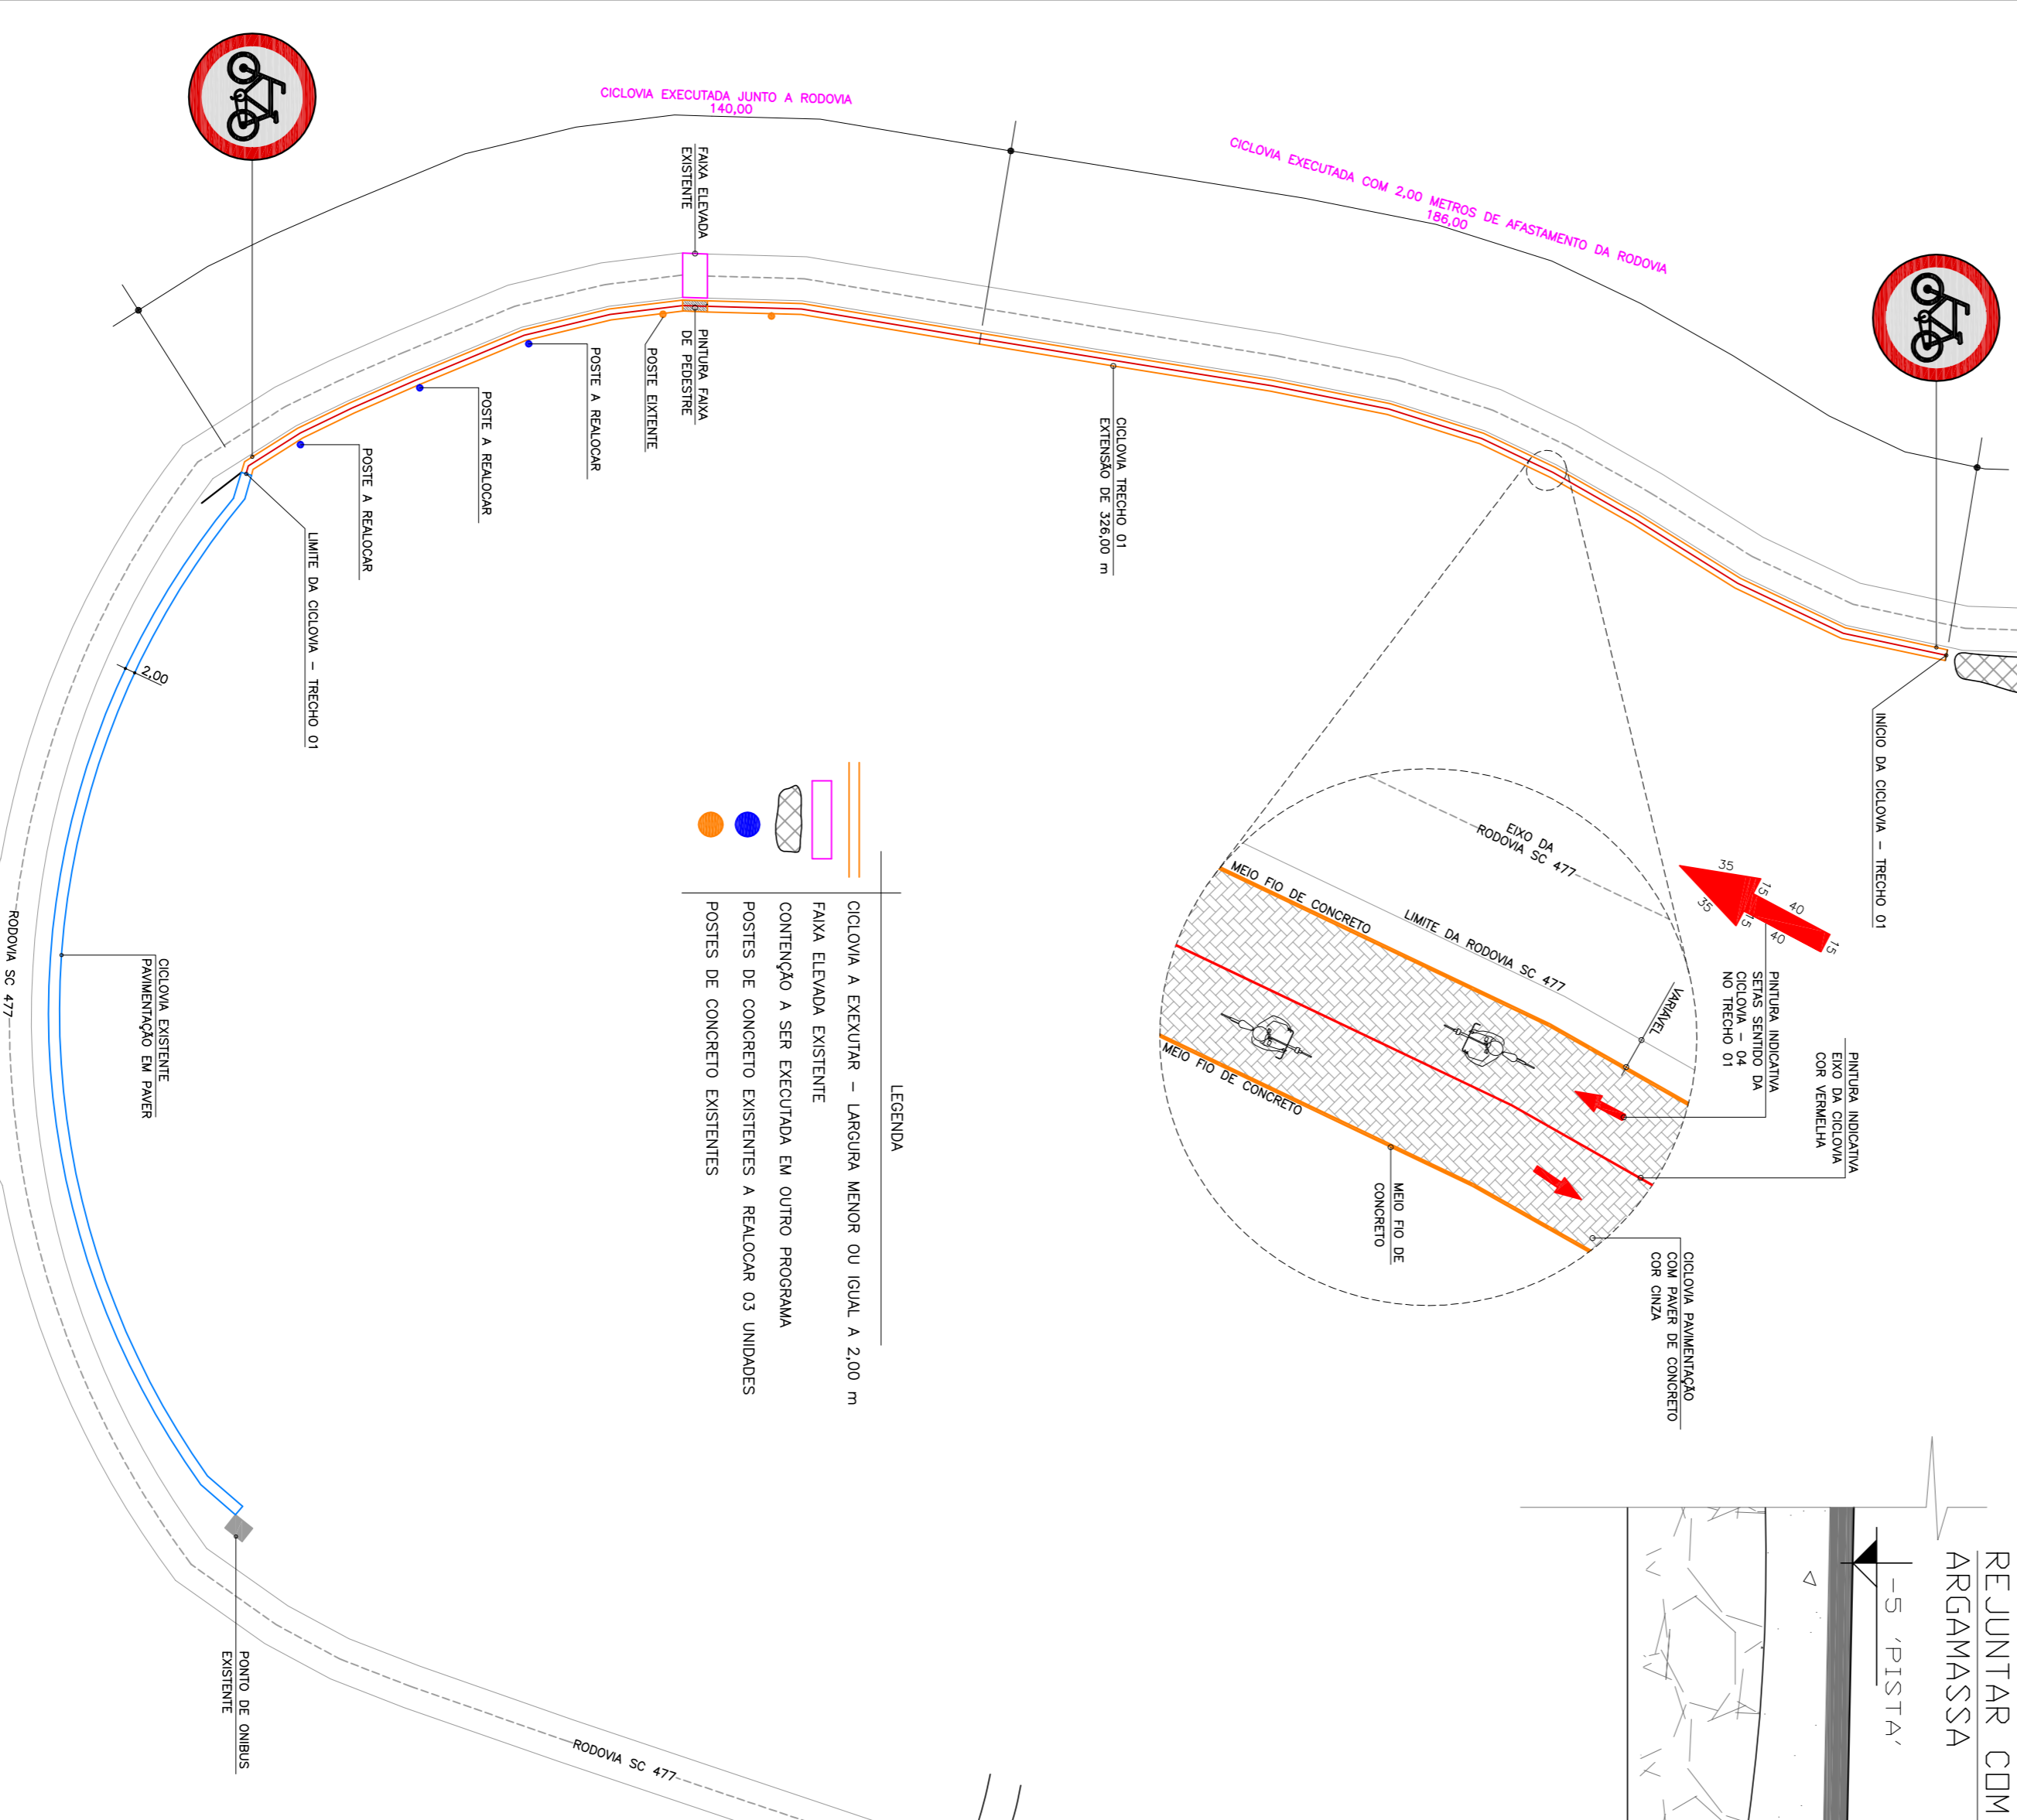 CICLOVIA EXECUTADA JUNTO A RODOVIA
140,00
CICLOVIA EXECUTADA COM 2,00 METROS DE AFASTAMENTO DA RODOVIA
186,00
FAIXA ELEVADA
EXISTENTE
PINTURA FAIXA
DE PEDESTRE
POSTE EIXTENTE
POSTE A REALOCAR
POSTE A REALOCAR
POSTE A REALOCAR
LIMITE DA CICLOVIA - TRECHO 01
CICLOVIA TRECHO 01
EXTENSÃO DE 326,00 m
INÍCIO DA CICLOVIA - TRECHO 01
2,00
RODOVIA SC 477
CICLOVIA EXISTENTE
PAVIMENTAÇÃO EM PAVER
PONTO DE ONIBUS
EXISTENTE
RODOVIA SC 477
LEGENDA
CICLOVIA A EXEXUTAR - LARGURA MENOR OU IGUAL A 2,00 m
FAIXA ELEVADA EXISTENTE
CONTENÇÃO A SER EXECUTADA EM OUTRO PROGRAMA
POSTES DE CONCRETO EXISTENTES A REALOCAR 03 UNIDADES
POSTES DE CONCRETO EXISTENTES
EIXO DA
RODOVIA SC 477
MEIO FIO DE CONCRETO
LIMITE DA RODOVIA SC 477
VARIÁVEL
MEIO FIO DE CONCRETO
MEIO FIO DE
CONCRETO
35
15
40
15
35
15
40
PINTURA INDICATIVA
SETAS SENTIDO DA
CICLOVIA - 04
NO TRECHO 01
PINTURA INDICATIVA
EIXO DA CICLOVIA
COR VERMELHA
CICLOVIA PAVIMENTAÇÃO
COM PAVER DE CONCRETO
COR CINZA
REJUNTAR COM
ARGAMASSA
-5 'PISTA'